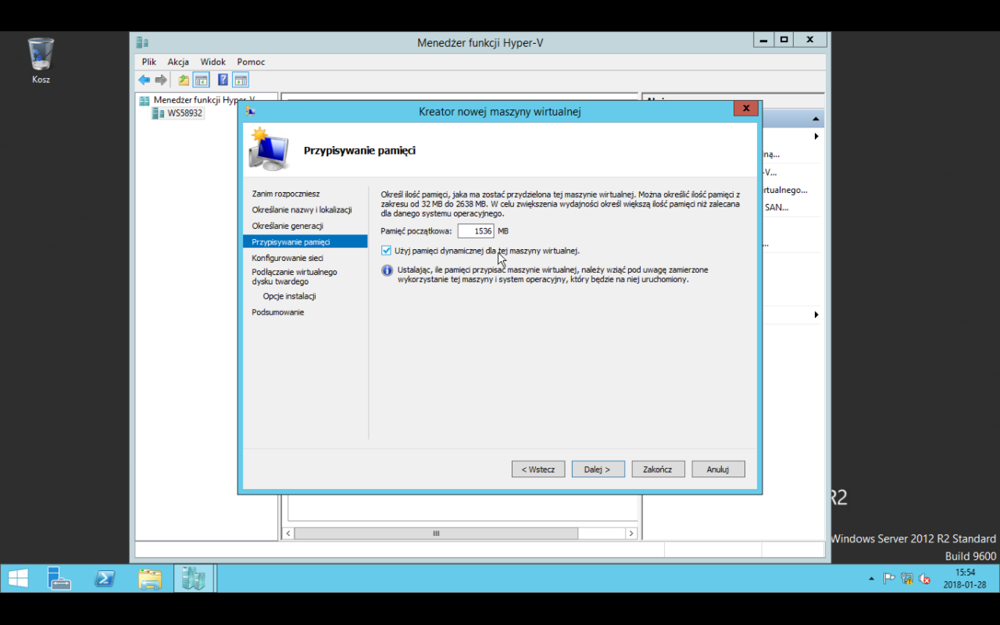 Kosz
Menedżer funkcji Hyper-V
Plik Akcja Widok Pomoc
Menedżer funkcji Hyper-V
WS58932
Kreator nowej maszyny wirtualnej
Przypisywanie pamięci
Zanim rozpoczniesz
Określanie nazwy i lokalizacji
Określanie generacji
Przypisywanie pamięci
Konfigurowanie sieci
Podłączanie wirtualnego
dysku twardego
Opcje instalacji
Podsumowanie
Określ ilość pamięci, jaka ma zostać przydzielona tej maszynie wirtualnej. Można określić ilość pamięci z
zakresu od 32 MB do 2638 MB. W celu zwiększenia wydajności określ większą ilość pamięci niż zalecana
dla danego systemu operacyjnego.
Pamięć początkowa: 1536 MB
Użyj pamięci dynamicznej dla tej maszyny wirtualnej.
Ustalając, ile pamięci przypisać maszynie wirtualnej, należy wziąć pod uwagę zamierzone
wykorzystanie tej maszyny i system operacyjny, który będzie na niej uruchomiony.
< Wstecz Dalej > Zakończ Anuluj
ną...
-V...
irtualnego...
SAN...
...
R2
Windows Server 2012 R2 Standard
Build 9600
15:54
2018-01-28